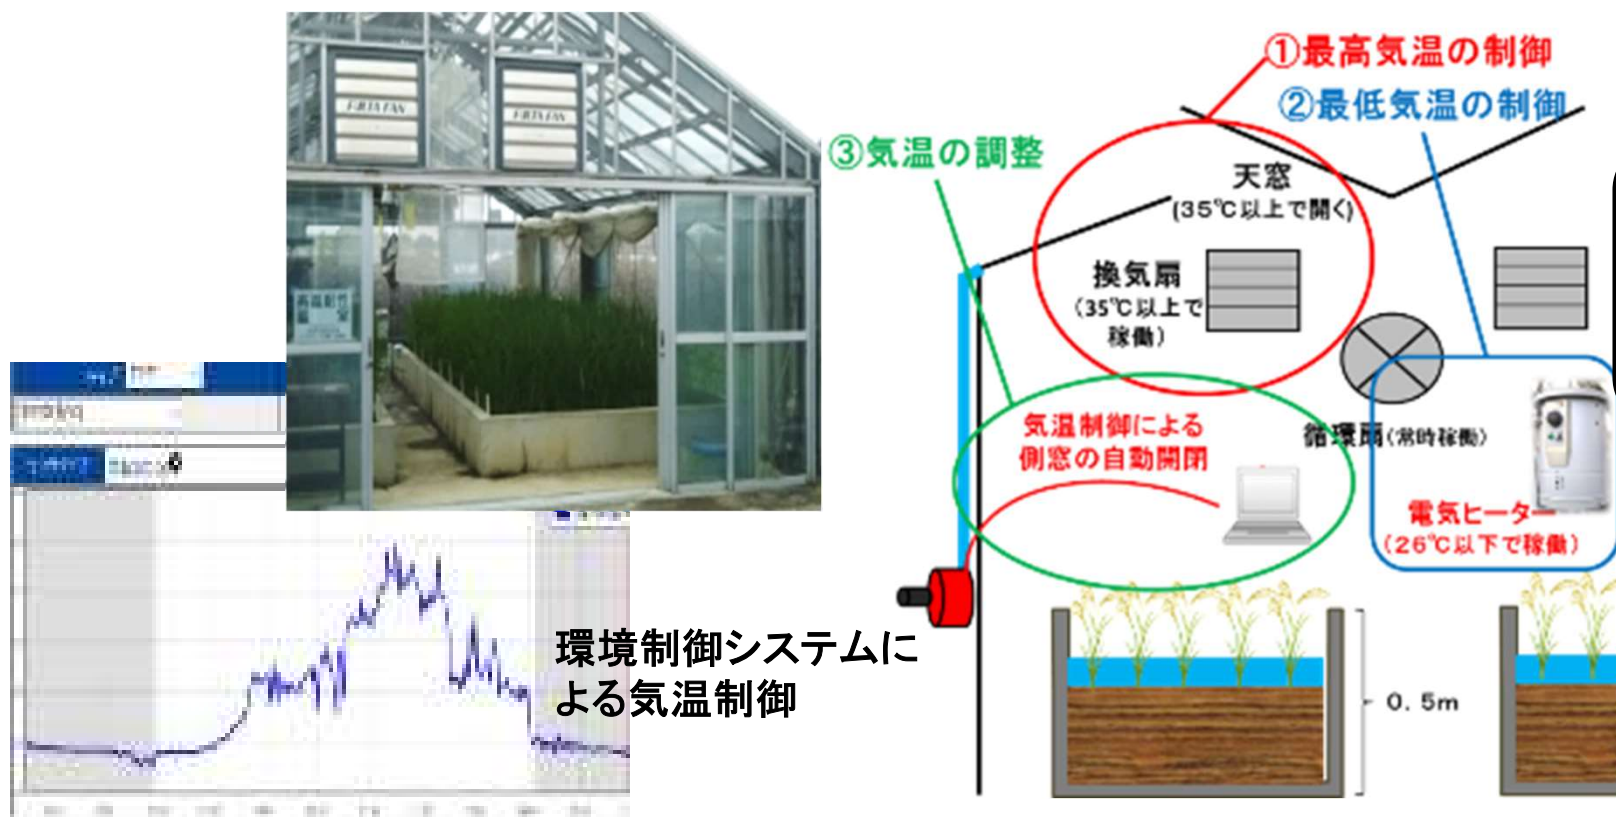 ①最高気温の制御
②最低気温の制御
③気温の調整
天窓
(35℃以上で開く)
換気扇
(35℃以上で
稼働)
気温制御による
側窓の自動開閉
循環扇(常時稼働)
電気ヒーター
(26℃以下で稼働)
環境制御システムに
よる気温制御
0.5m